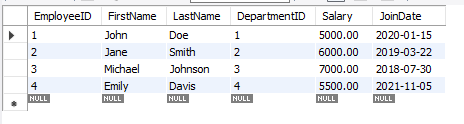 EmployeeID FirstName LastName DepartmentID Salary JoinDate
1 John Doe 1 5000.00 2020-01-15
2 Jane Smith 2 6000.00 2019-03-22
3 Michael Johnson 3 7000.00 2018-07-30
4 Emily Davis 4 5500.00 2021-11-05
NULL NULL NULL NULL NULL NULL